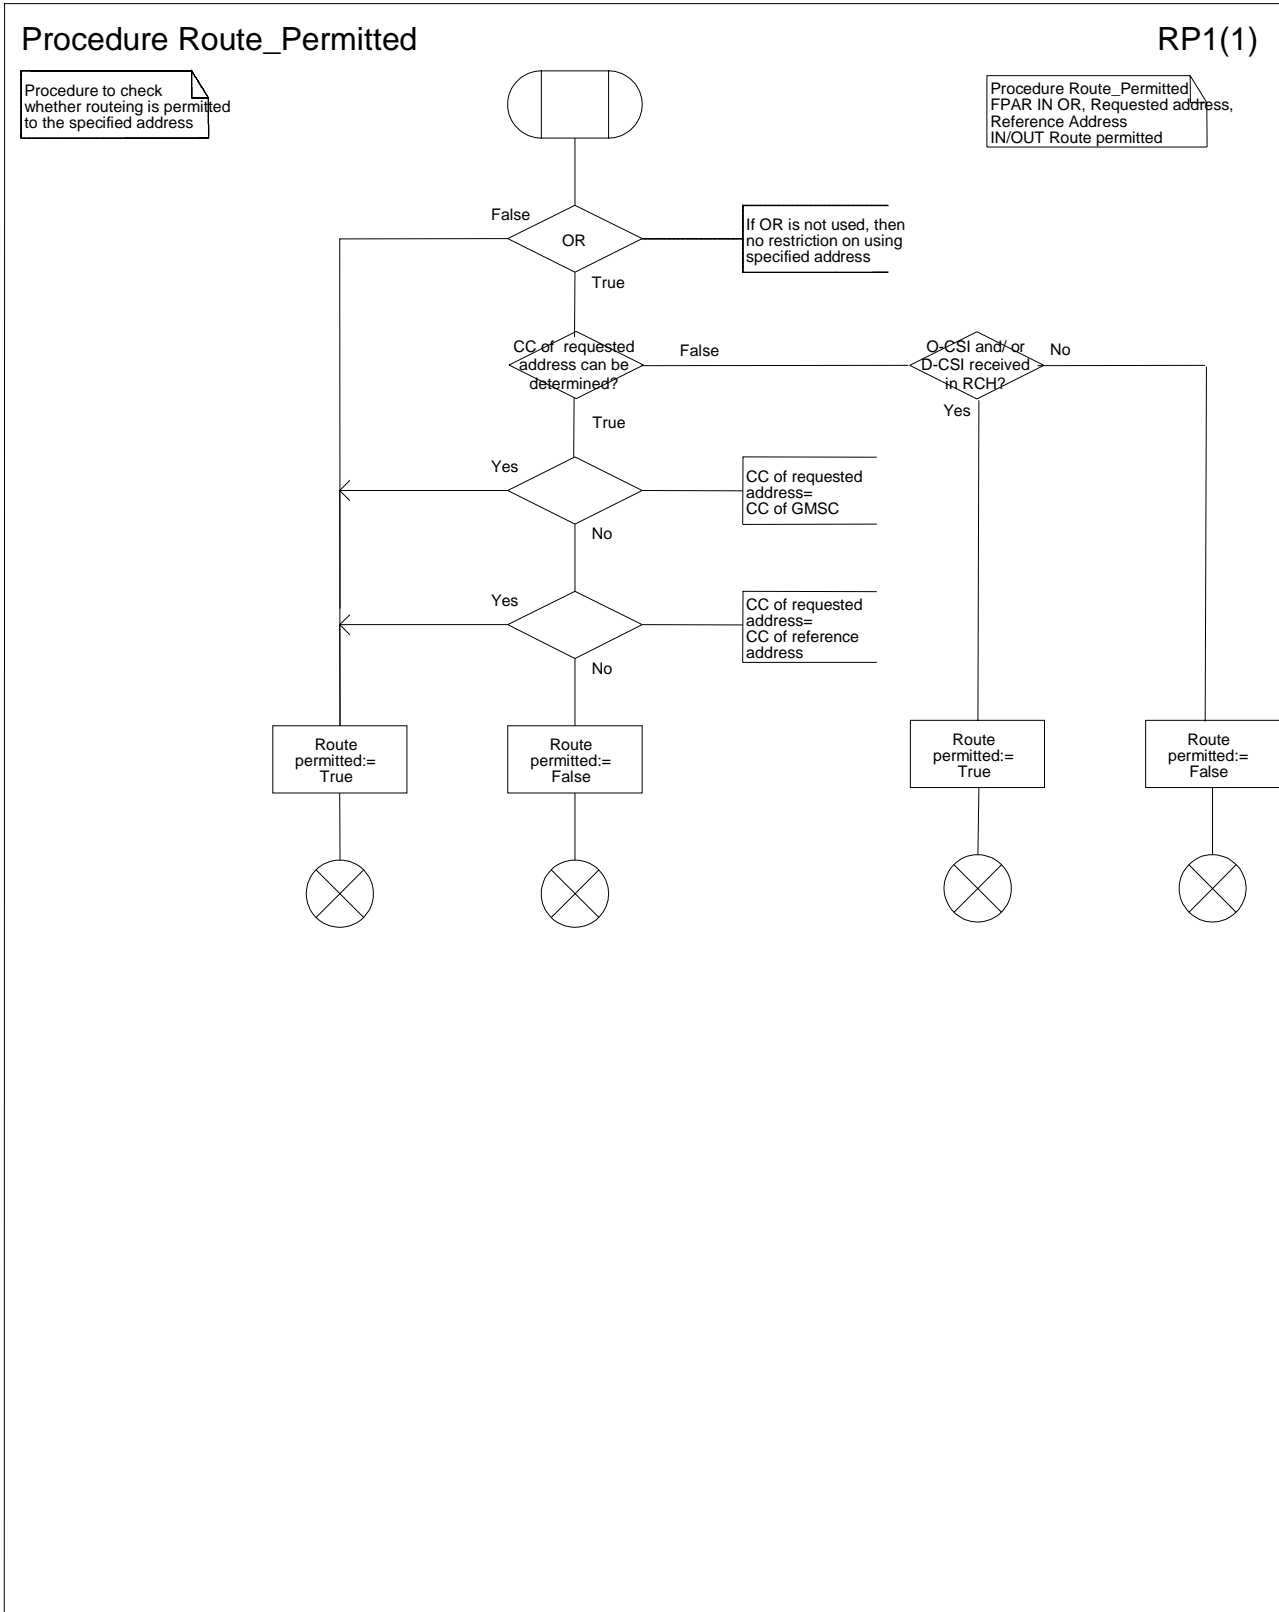 Procedure Route_Permitted
RP1(1)
Procedure to check
whether routeing is permitted
to the specified address
Procedure Route_Permitted
FPAR IN OR, Requested address,
Reference Address
IN/OUT Route permitted
False
OR
If OR is not used, then
no restriction on using
specified address
True
CC of requested
address can be
determined?
False
O-CSI and/ or
D-CSI received
in RCH?
No
True
Yes
Yes
CC of requested
address=
CC of GMSC
No
Yes
CC of requested
address=
CC of reference
address
No
Route
permitted:=
True
Route
permitted:=
False
Route
permitted:=
True
Route
permitted:=
False